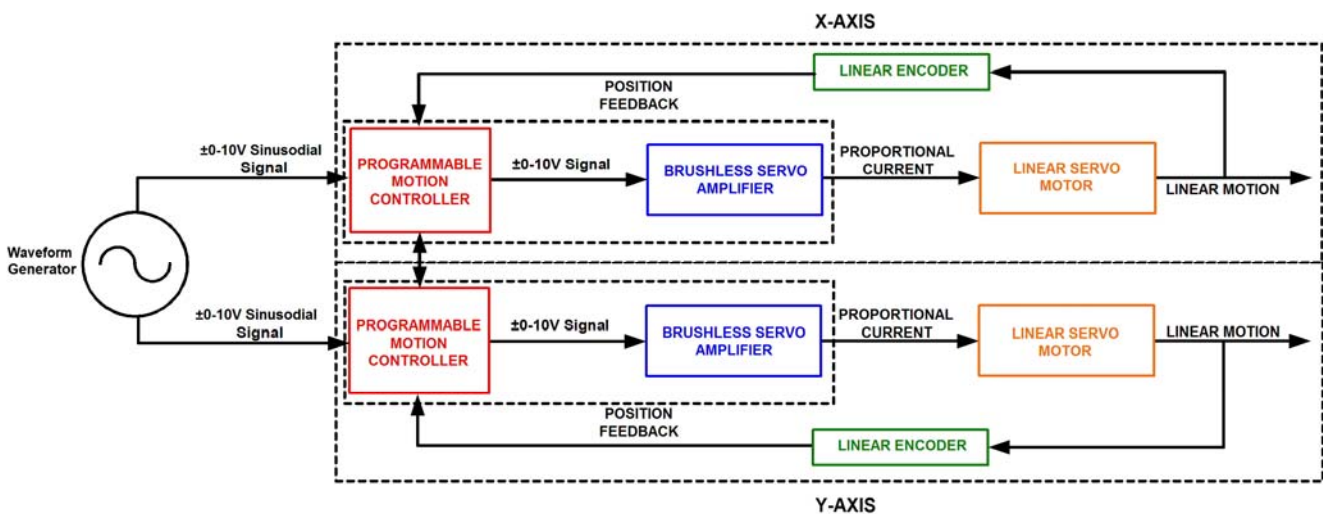 X-AXIS
LINEAR ENCODER
POSITION
FEEDBACK
±0-10V Sinusodial
Signal
PROGRAMMABLE
MOTION
CONTROLLER
±0-10V Signal
BRUSHLESS SERVO
AMPLIFIER
PROPORTIONAL
CURRENT
LINEAR SERVO
MOTOR
LINEAR MOTION
Waveform
Generator
±0-10V Sinusodial
Signal
PROGRAMMABLE
MOTION
CONTROLLER
±0-10V Signal
BRUSHLESS SERVO
AMPLIFIER
PROPORTIONAL
CURRENT
LINEAR SERVO
MOTOR
LINEAR MOTION
POSITION
FEEDBACK
LINEAR ENCODER
Y-AXIS